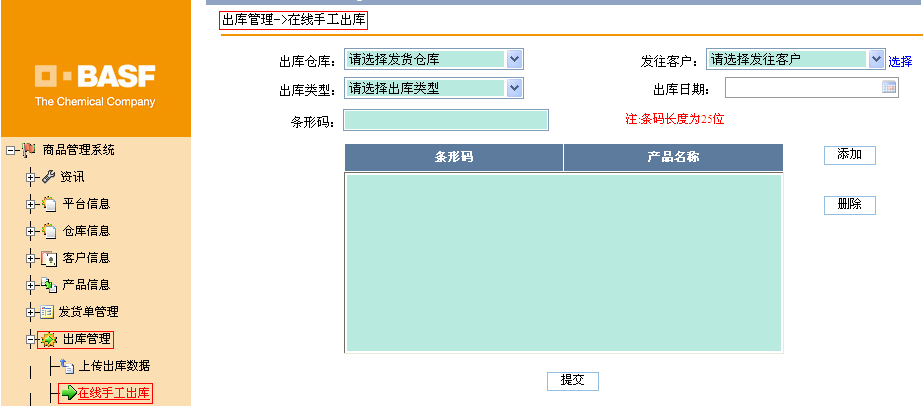 出库管理->在线手工出库
BASF
The Chemical Company
商品管理系统
资讯
平台信息
仓库信息
客户信息
产品信息
发货单管理
出库管理
上传出库数据
在线手工出库
出库仓库： 请选择发货仓库 发往客户： 请选择发往客户 选择
出库类型： 请选择出库类型 出库日期：
条形码： 注:条码长度为25位
条形码 产品名称 添加
删除
提交